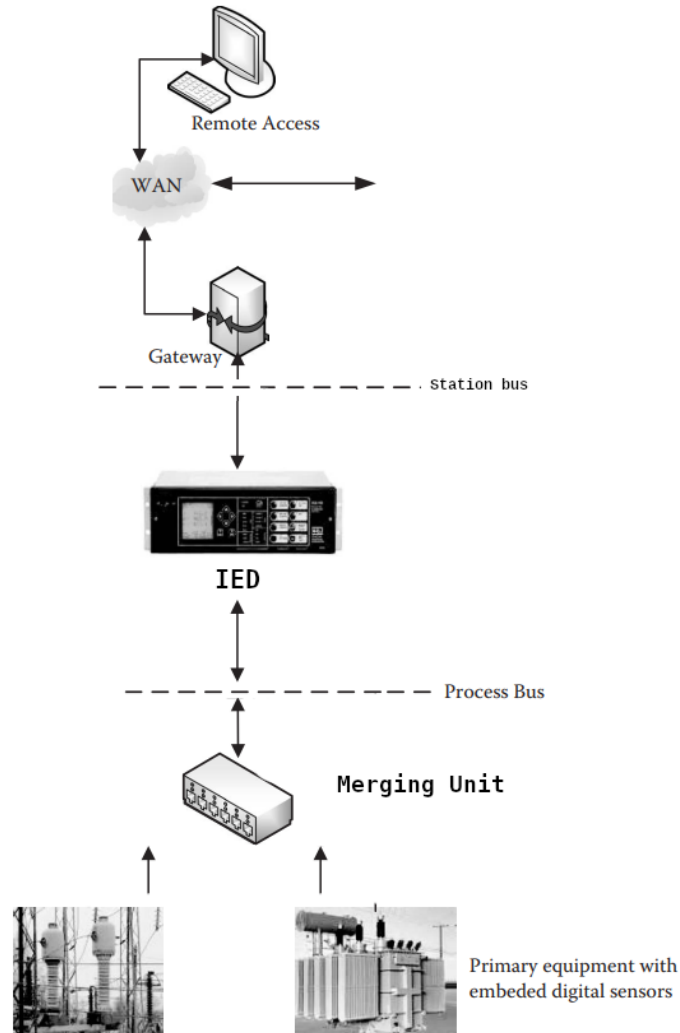 Remote Access
WAN
Gateway
Station bus
IED
Process Bus
Merging Unit
Primary equipment with
embeded digital sensors